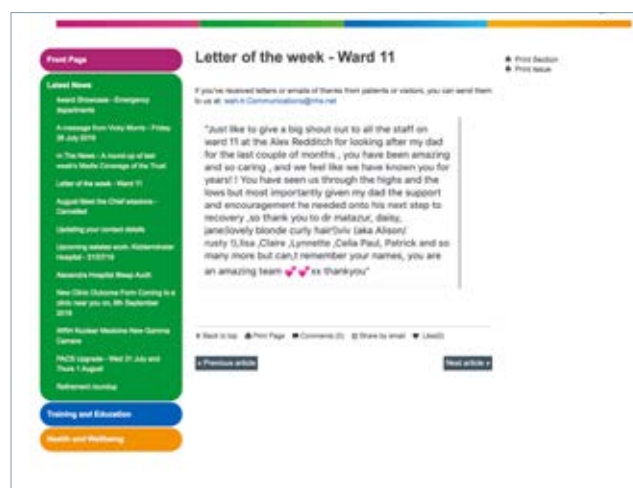 Front Page
Latest News
Award Showcase - Emergency
departments
A message from Vicky Morris - Friday
26 July 2019
In The News - A round up of last
week's Media Coverage of the Trust
Letter of the week - Ward 11
August Meet the Chief sessions -
Cancelled
Updating your contact details
Upcoming estates work- Kidderminster
Hospital - 31/07/19
Alexandra Hospital Bleep Audit
New Clinic Outcome Form Coming to a
clinic near you on, 8th September
2019
WRH Nuclear Medicine New Gamma
Camera
PACS Upgrade - Wed 31 July and
Thurs 1 August
Retirement roundup
Training and Education
Health and Wellbeing
Letter of the week - Ward 11
If you've received letters or emails of thanks from patients or visitors, you can send them
to us at: wah-tr.Communications@nhs.net
"Just like to give a big shout out to all the staff on
ward 11 at the Alex Redditch for looking after my dad
for the last couple of months , you have been amazing
and so caring , and we feel like we have known you for
years! ! You have seen us through the highs and the
lows but most importantly given my dad the support
and encouragement he needed onto his next step to
recovery ,so thank you to dr matazur, daisy,
jane(lovely blonde curly hair!)viv (aka Alison/
rusty !),lisa ,Claire ,Lynnette ,Celia Paul, Patrick and so
many more but can,t remember your names, you are
an amazing team 💕💕xx thankyou"
Back to top Print Page Comments (0) Share by email Likes(0)
« Previous article
Next article »
Print Section
Print Issue